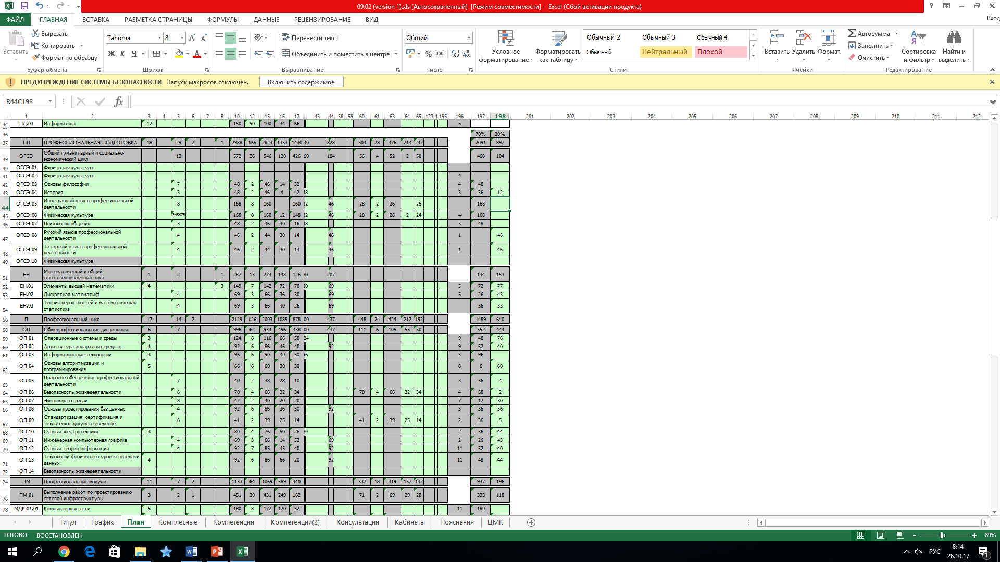 09.02 (version 1).xls [Автосохраненный] [Режим совместимости] - Excel (Сбой активации продукта)
ФАЙЛ ГЛАВНАЯ ВСТАВКА РАЗМЕТКА СТРАНИЦЫ ФОРМУЛЫ ДАННЫЕ РЕЦЕНЗИРОВАНИЕ ВИД Вход
Вставить
Вырезать
Копировать
Формат по образцу
Буфер обмена
Tahoma 8
Ж К Ч
Шрифт
Перенести текст
Объединить и поместить в центре
Выравнивание
Общий
% 000
Число
Условное форматирование
Форматировать как таблицу
Обычный 2 Обычный 3 Обычный 4
Обычный Нейтральный Плохой
Стили
Вставить Удалить Формат
Ячейки
Автосумма
Заполнить
Очистить
Сортировка и фильтр
Найти и выделить
Редактирование
ПРЕДУПРЕЖДЕНИЕ СИСТЕМЫ БЕЗОПАСНОСТИ Запуск макросов отключен. Включить содержимое
R44C198
1 2 3 4 5 6 7 8 10 12 15 16 17 43 44 58 59 60 61 63 64 65 123 1 195 196 197 198 201 202 203 204 205 206 207 208 209 210 211 212
34 ПД.03 Информатика 12 150 50 100 34 66 5
36 70% 30%
37 ПП ПРОФЕССИОНАЛЬНАЯ ПОДГОТОВКА 18 29 2 1 2988 165 2823 1353 1430 40 828 504 28 476 214 242 2091 897
39 ОГСЭ Общий гуманитарный и социально-экономический цикл 12 572 26 546 120 426 60 184 56 4 52 2 50 468 104
40 ОГСЭ.01 Физическая культура
41 ОГСЭ.02 Физическая культура 4
42 ОГСЭ.03 Основы философии 7 48 2 46 14 32 4 48
43 ОГСЭ.04 История 3 48 2 46 4 42 3 36 12
44 ОГСЭ.05 Иностранный язык в профессиональной деятельности 8 168 8 160 160 46 28 2 26 26 168
45 ОГСЭ.06 Физическая культура 345678 168 8 160 12 148 46 28 2 26 2 24 4 168
46 ОГСЭ.07 Психология общения 3 48 2 46 30 16 3 48
47 ОГСЭ.08 Русский язык в профессиональной деятельности 4 46 2 44 30 14 46 1 46
48 ОГСЭ.09 Татарский язык в профессиональной деятельности 4 46 2 44 30 14 46 1 46
49 ОГСЭ.10 Физическая культура
51 ЕН Математический и общий естественнонаучный цикл 1 2 1 287 13 274 148 126 207 134 153
52 ЕН.01 Элементы высшей математики 4 3 149 7 142 72 70 69 5 72 77
53 ЕН.02 Дискретная математика 4 69 3 66 36 30 69 5 26 43
54 ЕН.03 Теория вероятностей и математическая статистика 4 69 3 66 40 26 69 36 33
56 П Профессиональный цикл 17 14 2 2129 126 2003 1085 878 00 437 448 24 424 212 192 1489 640
58 ОП Общепрофессиональные дисциплины 6 7 996 62 934 496 438 00 437 111 6 105 55 50 552 444
59 ОП.01 Операционные системы и среды 3 124 8 116 66 50 24 9 48 76
60 ОП.02 Архитектура аппаратных средств 4 92 6 86 46 40 92 9 52 40
61 ОП.03 Информационные технологии 3 96 6 90 40 50 5 96
62 ОП.04 Основы алгоритмизации и программирования 5 66 6 60 30 30 8 6 60
63 ОП.05 Правовое обеспечение профессиональной деятельности 7 40 2 38 28 10 3 36 4
64 ОП.06 Безопасность жизнедеятельности 6 70 4 66 32 34 70 4 66 32 34 4 68 2
65 ОП.07 Экономика отрасли 8 42 2 40 20 20 7 12 30
66 ОП.08 Основы проектирования баз данных 4 92 6 86 36 50 92 5 36 56
67 ОП.09 Стандартизация, сертификация и техническое документоведение 6 41 2 39 25 14 41 2 39 25 14 2 36 5
68 ОП.10 Основы электротехники 3 80 4 76 50 26 2 36 44
69 ОП.11 Инженерная компьютерная графика 4 69 3 66 14 52 69 2 26 43
70 ОП.12 Основы теории информации 4 92 7 85 45 40 92 11 52 40
71 ОП.13 Технологии физического уровня передачи данных 4 92 6 86 66 20 92 11 48 44
72 ОП.14 Безопасность жизнедеятельности
74 ПМ Профессиональные модули 11 7 2 1133 64 1069 589 440 337 18 319 157 142 937 196
76 ПМ.01 Выполнение работ по проектированию сетевой инфраструктуры 3 2 1 451 20 431 249 162 71 2 69 29 20 333 118
78 МДК.01.01 Компьютерные сети 5 180 8 172 120 52 11 180
Титул График План Комплесные Компетенции Компетенции(2) Консультации Кабинеты Пояснения ЦМК
ГОТОВО ВОССТАНОВЛЕН 89%
РУС 8:14
26.10.17 1